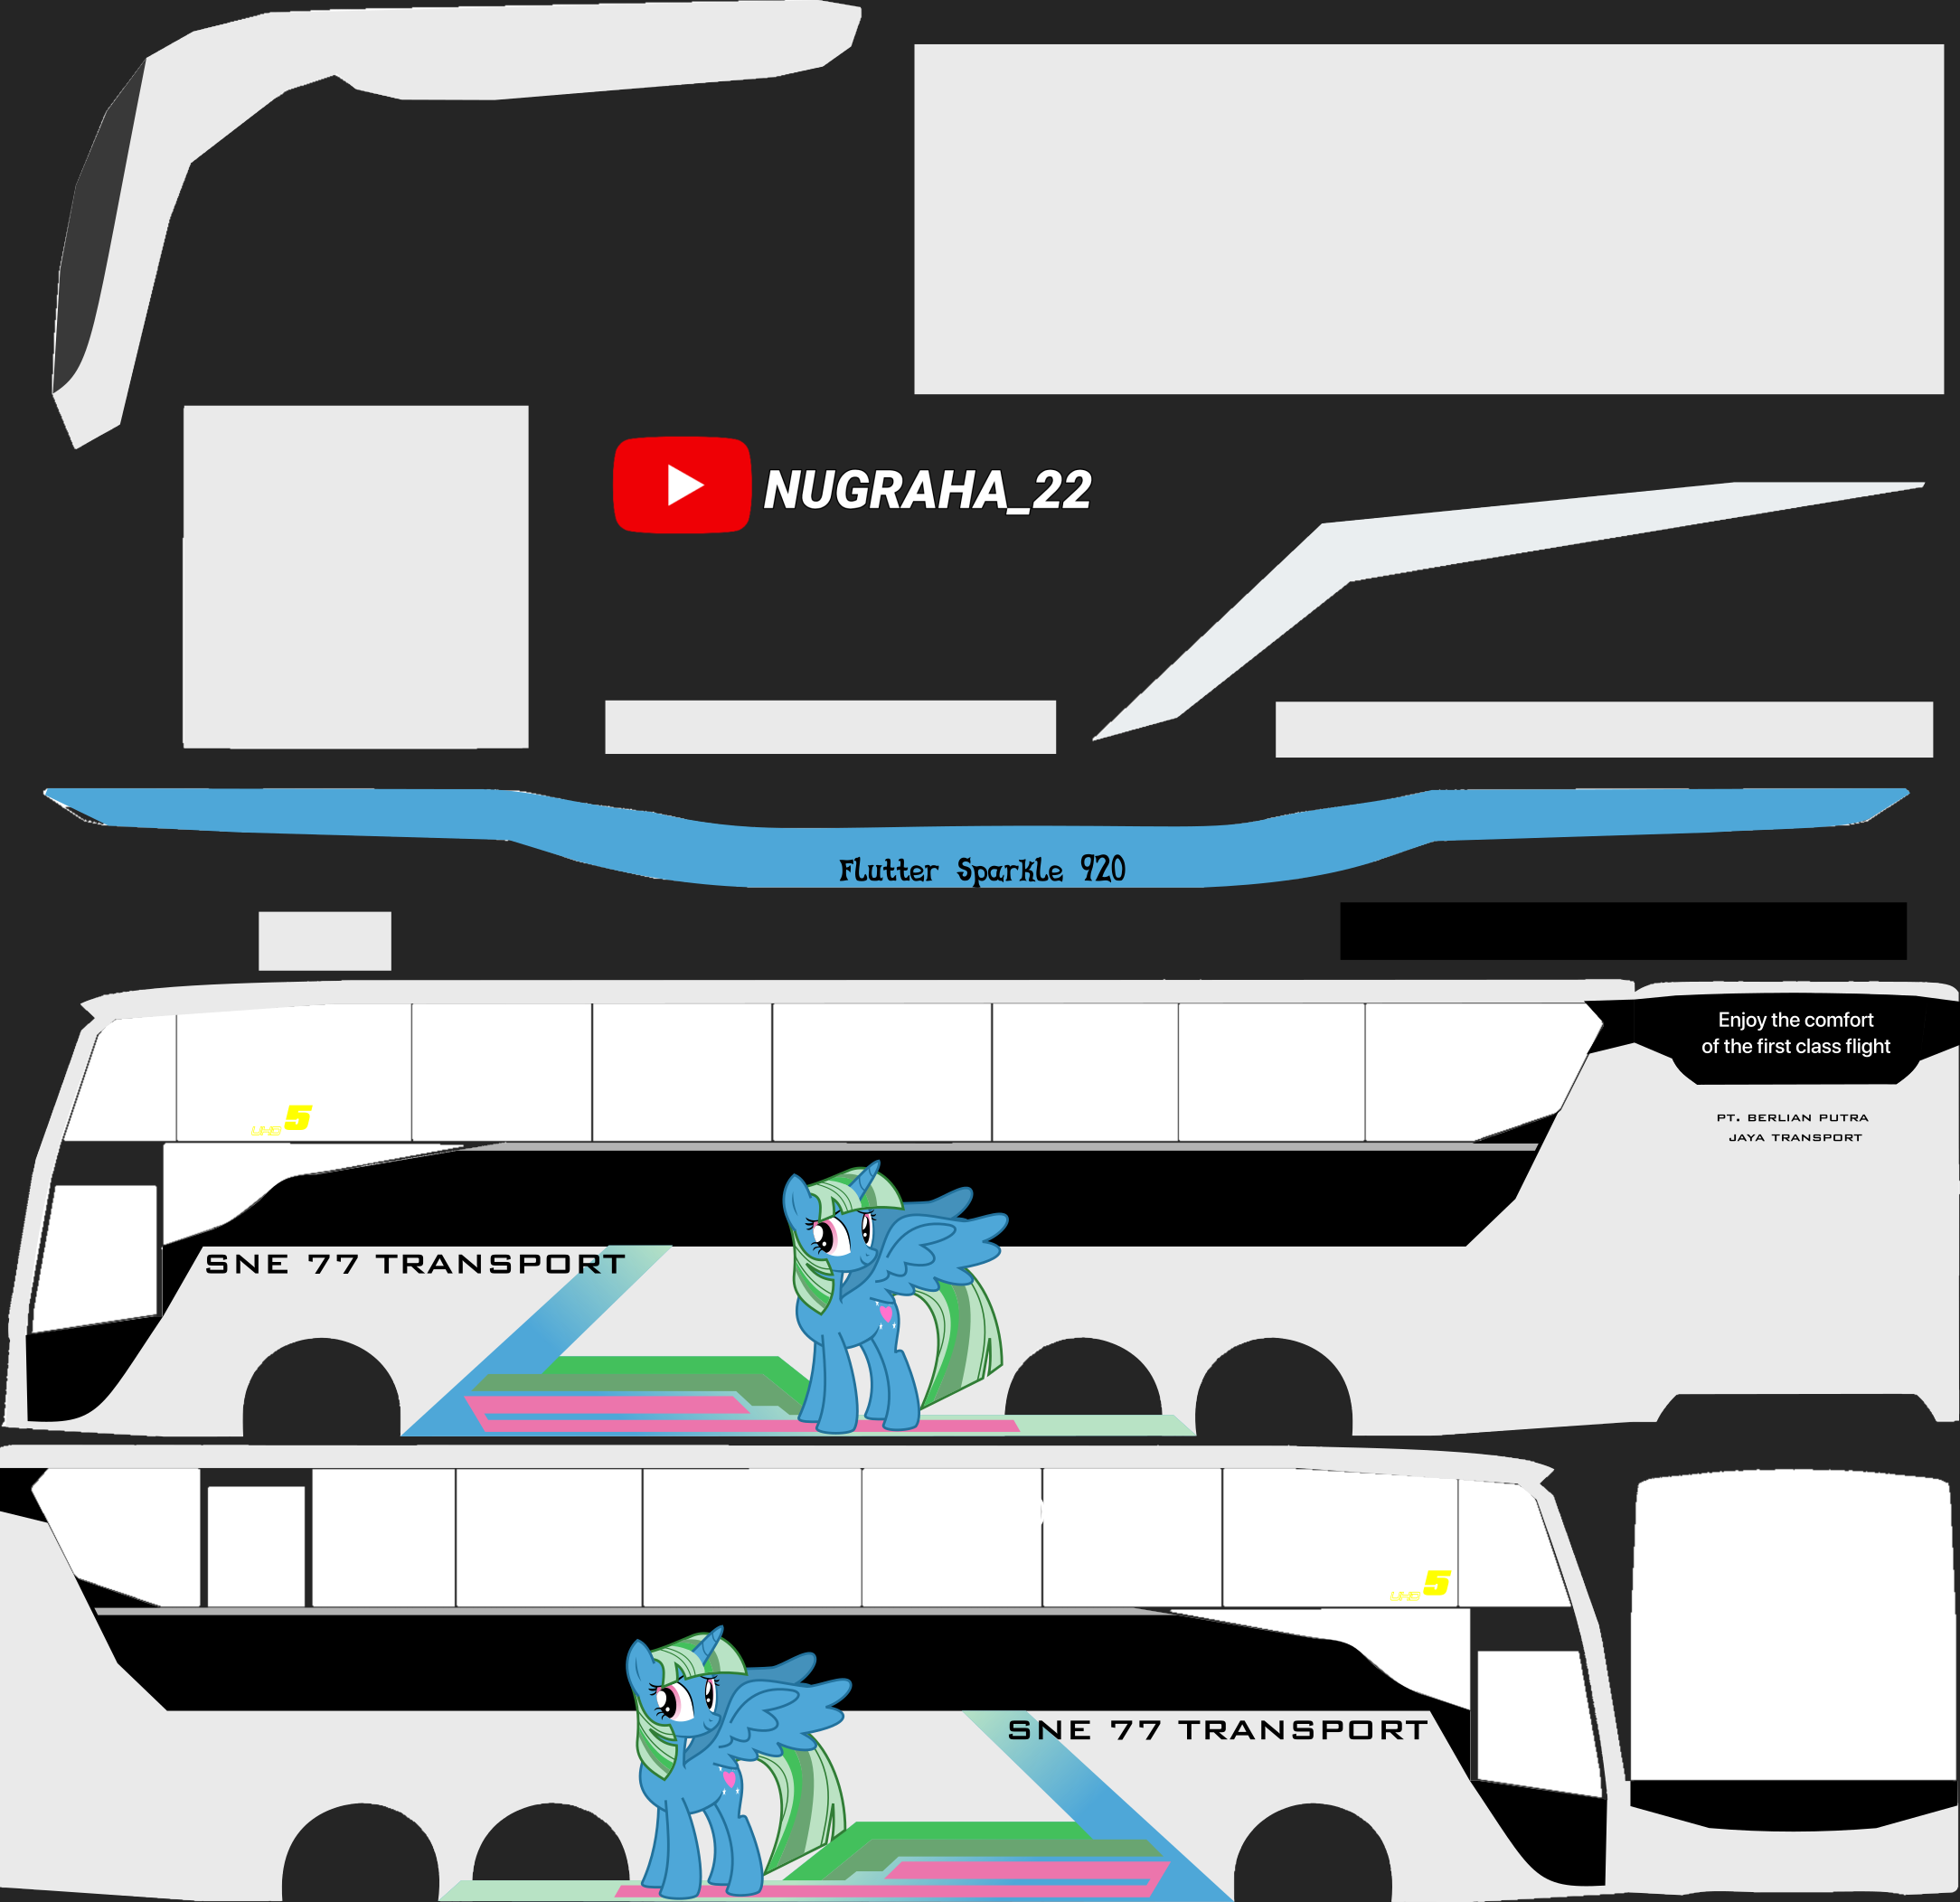 NUGRAHA_22
Flutter Sparkle 920
Enjoy the comfort
of the first class flight
PT. BERLIAN PUTRA
JAYA TRANSPORT
UHD 5
SNE 77 TRANSPORT
UHD 5
SNE 77 TRANSPORT